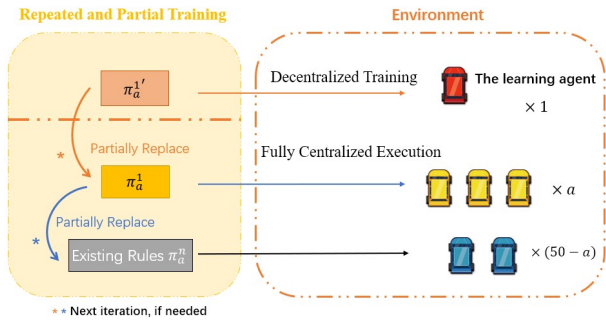 Repeated and Partial Training
Environment
π_a^{1'}
Decentralized Training
The learning agent
× 1
* Partially Replace
Fully Centralized Execution
π_a^1
× a
* Partially Replace
Existing Rules π_a^n
× (50 − a)
* * Next iteration, if needed